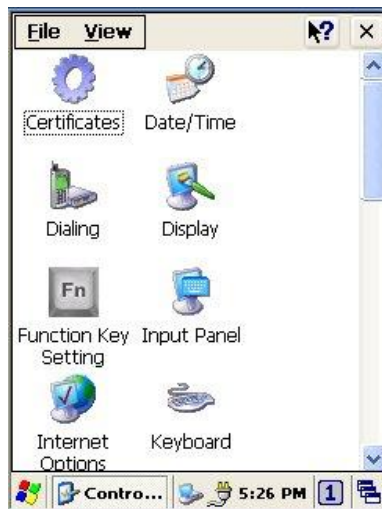 File View
Certificates Date/Time
Dialing Display
Fn
Function Key Input Panel
Setting
Internet Keyboard
Options
Contro... 5:26 PM 1